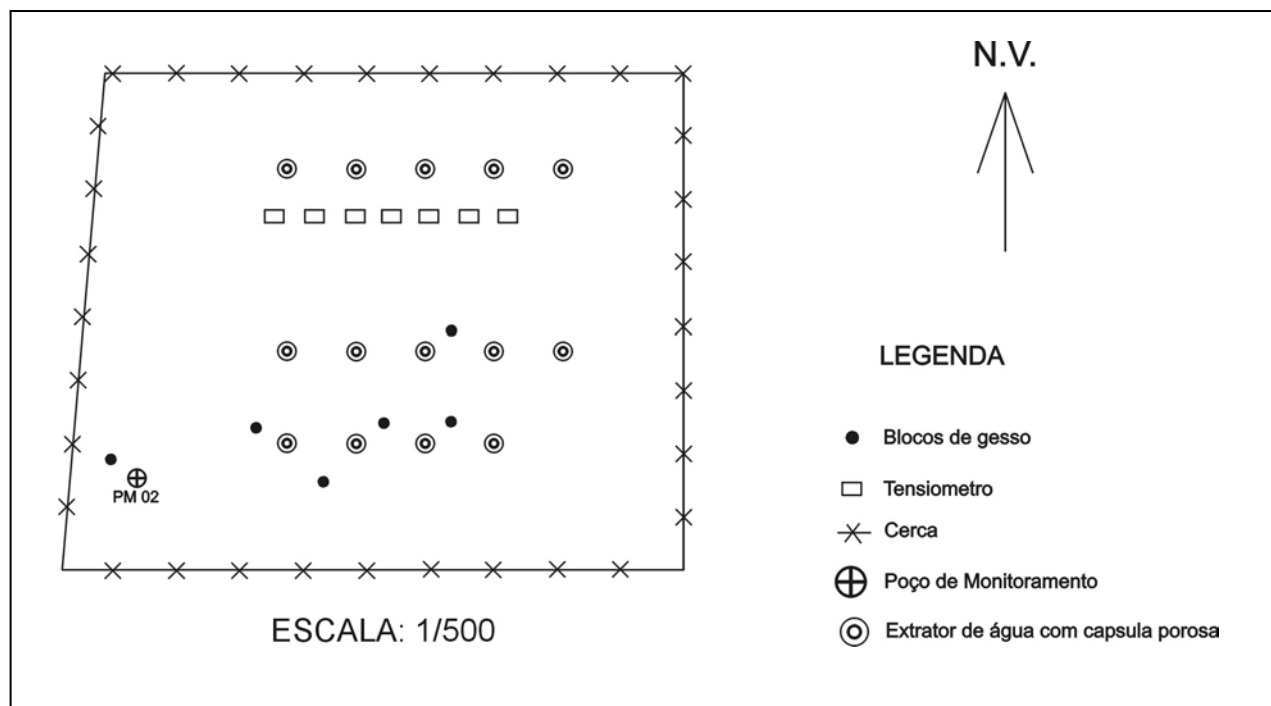 N.V.
LEGENDA
Blocos de gesso
Tensiometro
Cerca
Poço de Monitoramento
Extrator de água com capsula porosa
PM 02
ESCALA: 1/500